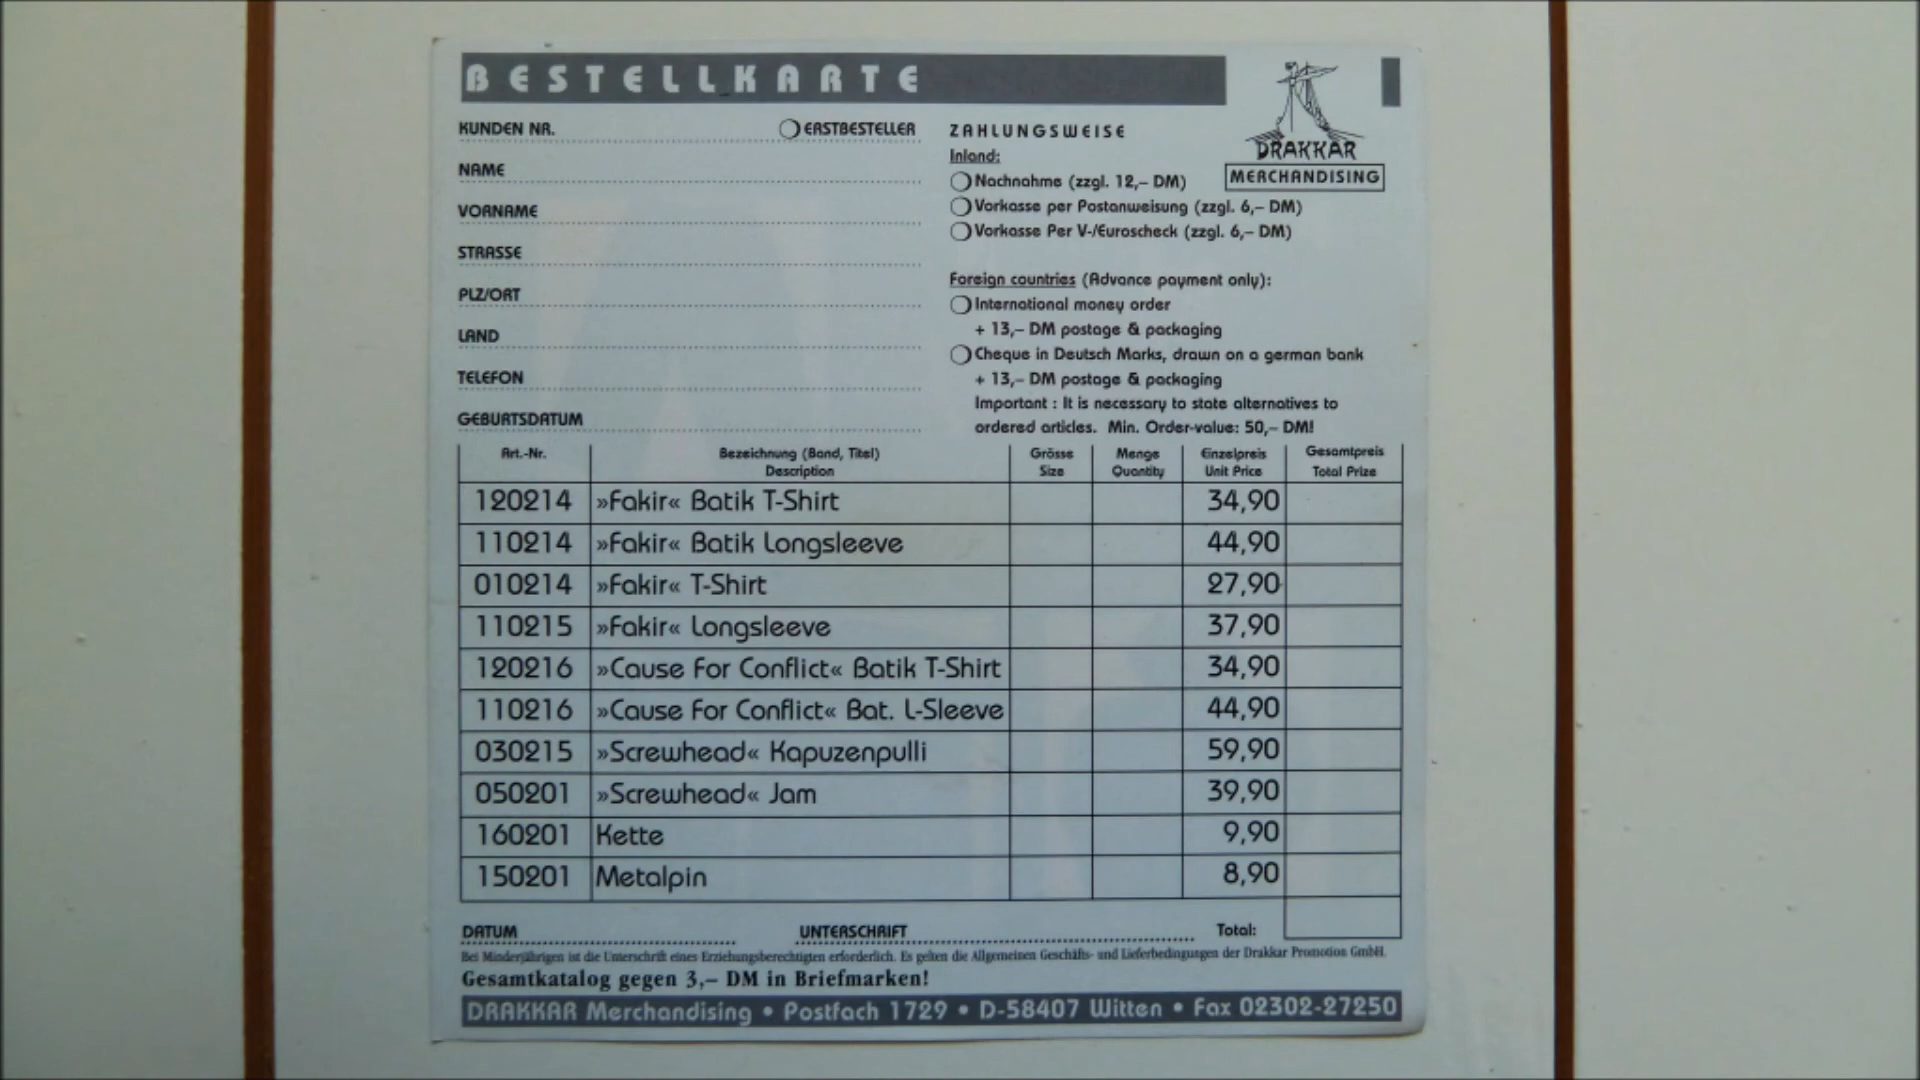 BESTELLKARTE
KUNDEN NR. ERSTBESTELLER
NAME
VORNAME
STRASSE
PLZ/ORT
LAND
TELEFON
GEBURTSDATUM
ZAHLUNGSWEISE
Inland:
Nachnahme (zzgl. 12,– DM)
Vorkasse per Postanweisung (zzgl. 6,– DM)
Vorkasse Per V-/Euroscheck (zzgl. 6,– DM)
Foreign countries (Advance payment only):
International money order
+ 13,– DM postage & packaging
Cheque in Deutsch Marks, drawn on a german bank
+ 13,– DM postage & packaging
Important : It is necessary to state alternatives to
ordered articles. Min. Order-value: 50,– DM!
DRAKKAR
MERCHANDISING
Art.-Nr. Bezeichnung (Band, Titel) Grösse Menge Einzelpreis Gesamtpreis
Description Size Quantity Unit Price Total Prize
120214 »Fakir« Batik T-Shirt 34,90
110214 »Fakir« Batik Longsleeve 44,90
010214 »Fakir« T-Shirt 27,90
110215 »Fakir« Longsleeve 37,90
120216 »Cause For Conflict« Batik T-Shirt 34,90
110216 »Cause For Conflict« Bat. L-Sleeve 44,90
030215 »Screwhead« Kapuzenpulli 59,90
050201 »Screwhead« Jam 39,90
160201 Kette 9,90
150201 Metalpin 8,90
DATUM UNTERSCHRIFT Total:
Bei Minderjährigen ist die Unterschrift eines Erziehungsberechtigten erforderlich. Es gelten die Allgemeinen Geschäfts- und Lieferbedingungen der Drakkar Promotion GmbH.
Gesamtkatalog gegen 3,– DM in Briefmarken!
DRAKKAR Merchandising • Postfach 1729 • D-58407 Witten • Fax 02302-27250